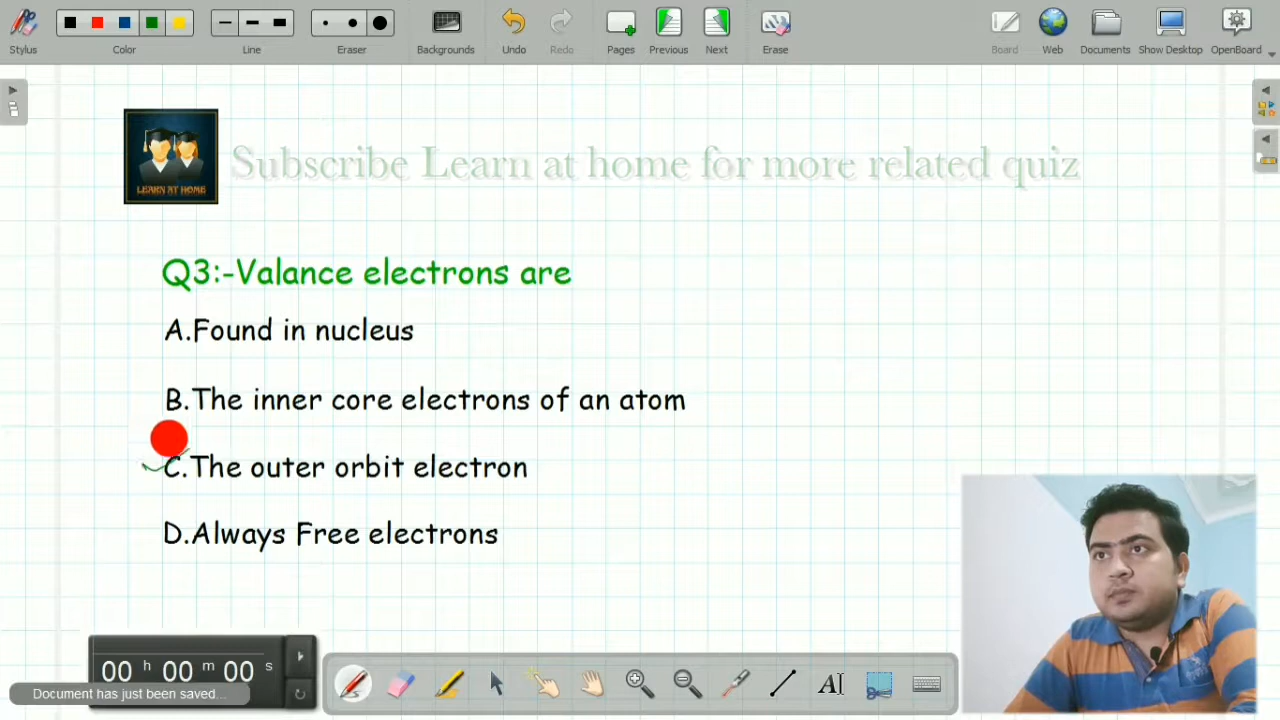 Stylus
Color
Line
Eraser
Backgrounds
Undo
Redo
Pages
Previous
Next
Erase
Board
Web
Documents
Show Desktop
OpenBoard
LEARN AT HOME
Subscribe Learn at home for more related quiz
Q3:-Valance electrons are
A.Found in nucleus
B.The inner core electrons of an atom
C.The outer orbit electron
D.Always Free electrons
00 h 00 m 00 s
Document has just been saved...
AI